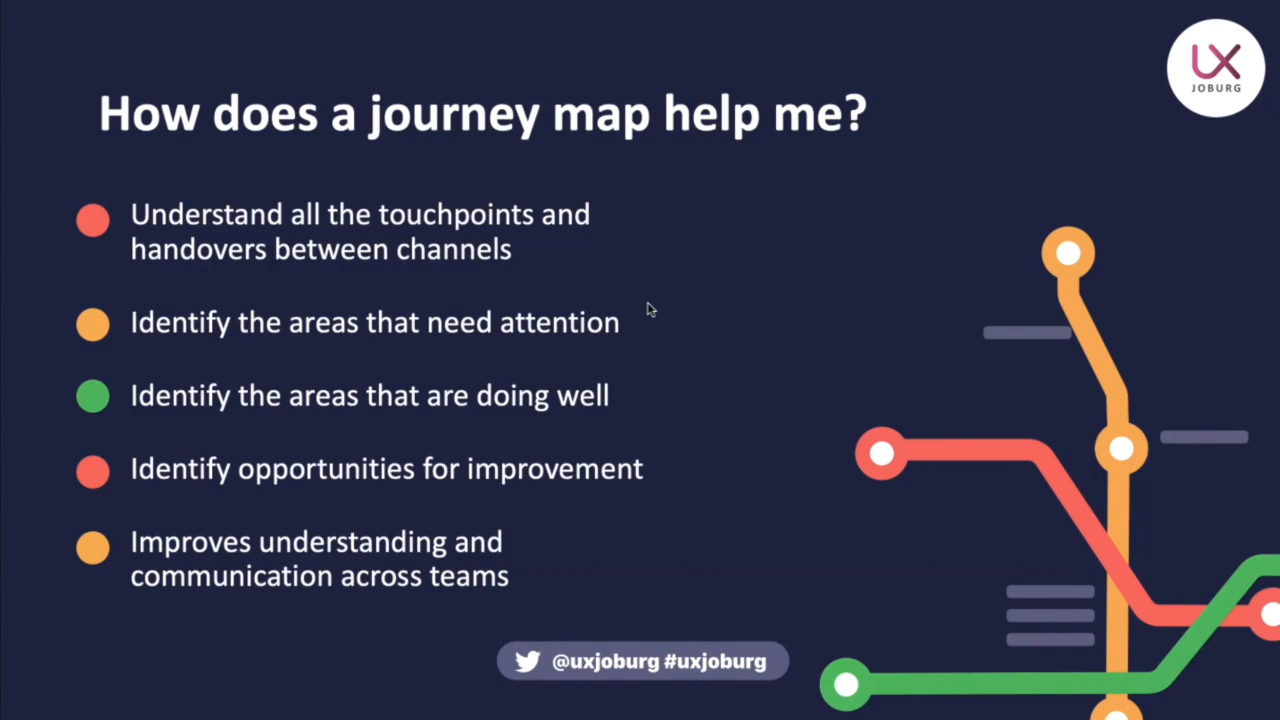 UX
JOBURG
How does a journey map help me?
Understand all the touchpoints and
handovers between channels
Identify the areas that need attention
Identify the areas that are doing well
Identify opportunities for improvement
Improves understanding and
communication across teams
@uxjoburg #uxjoburg